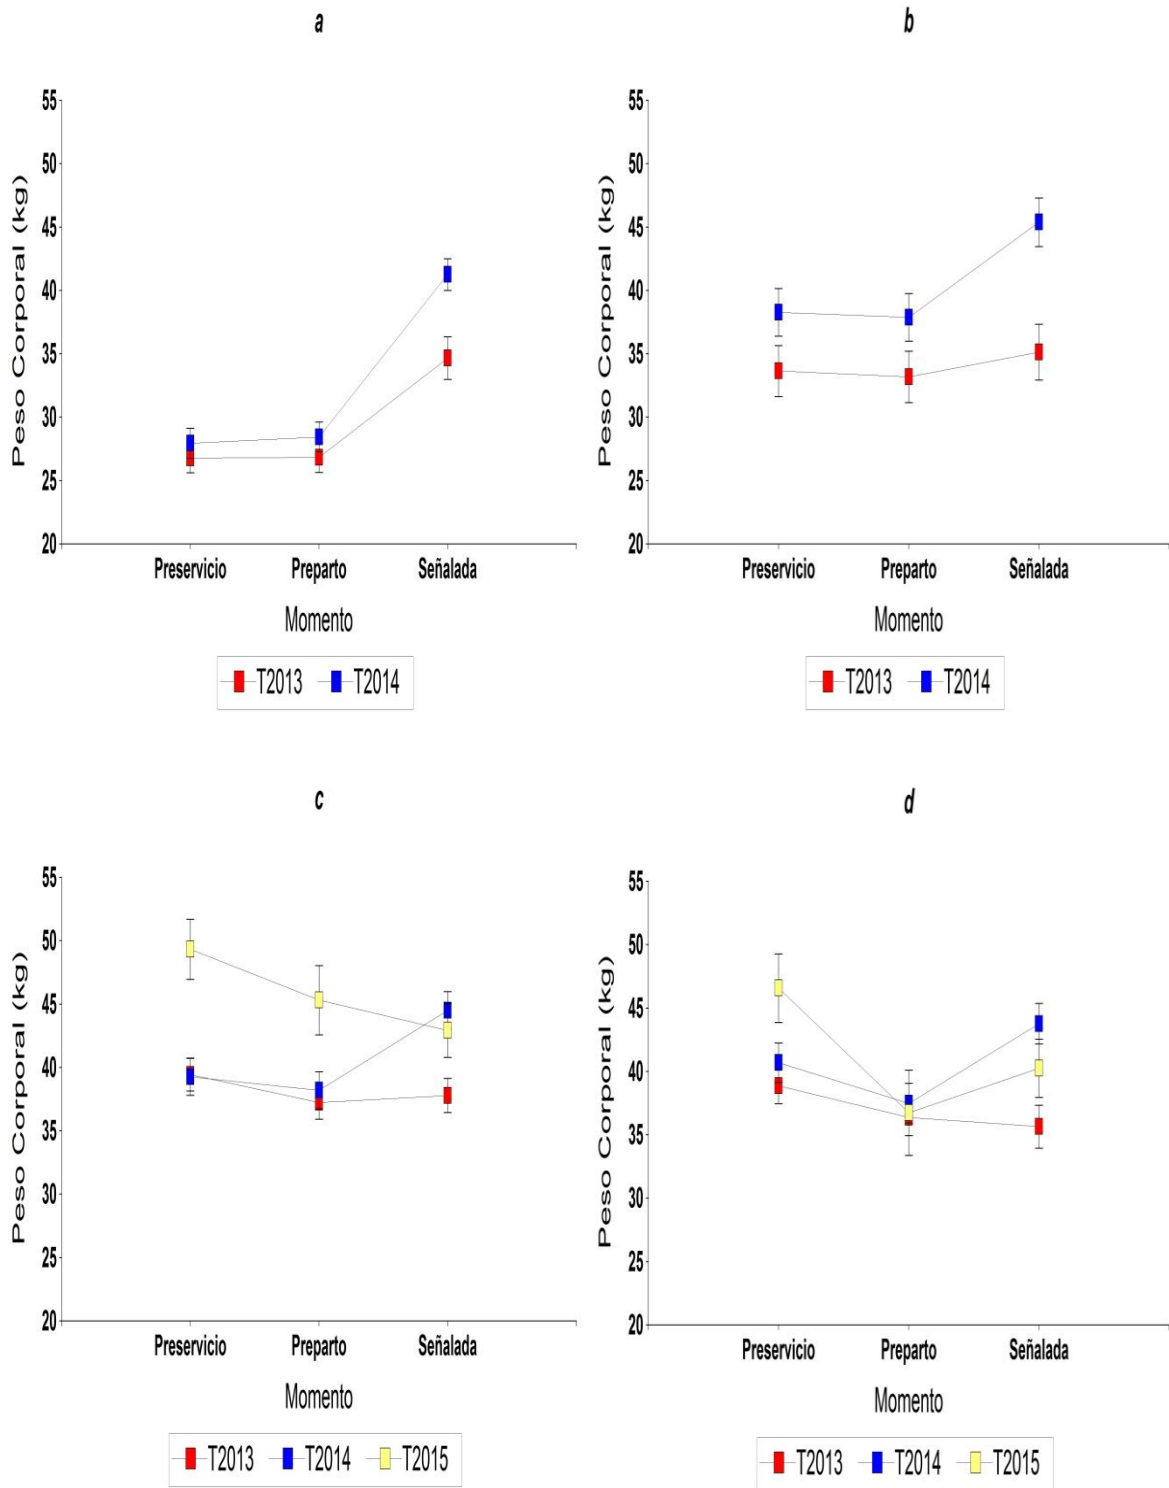 a
b
Peso Corporal (kg)
55
50
45
40
35
30
25
20
Preservicio Preparto Señalada
Momento
T2013 T2014
Peso Corporal (kg)
55
50
45
40
35
30
25
20
Preservicio Preparto Señalada
Momento
T2013 T2014
c
d
Peso Corporal (kg)
55
50
45
40
35
30
25
20
Preservicio Preparto Señalada
Momento
T2013 T2014 T2015
Peso Corporal (kg)
55
50
45
40
35
30
25
20
Preservicio Preparto Señalada
Momento
T2013 T2014 T2015